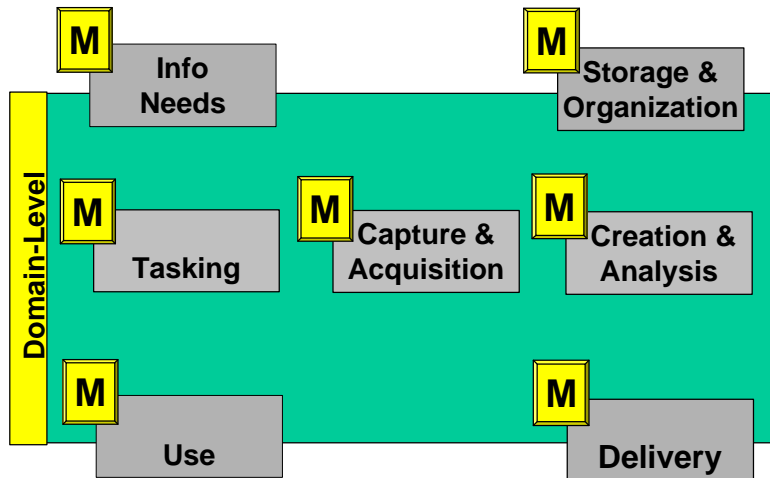 M
Info
Needs
M
Storage &
Organization
Domain-Level
M
Tasking
M
Capture &
Acquisition
M
Creation &
Analysis
M
Use
M
Delivery